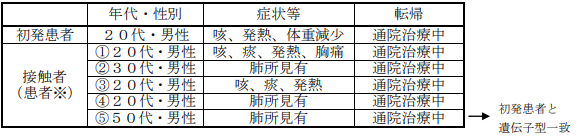 年代・性別 症状等 転帰
初発患者 20代・男性 咳、発熱、体重減少 通院治療中
接触者
(患者※)
①20代・男性 咳、痰、発熱、胸痛 通院治療中
②30代・男性 肺所見有 通院治療中
③20代・男性 咳、痰、発熱 通院治療中
④20代・男性 肺所見有 通院治療中
⑤50代・男性 肺所見有 通院治療中
初発患者と
遺伝子型一致